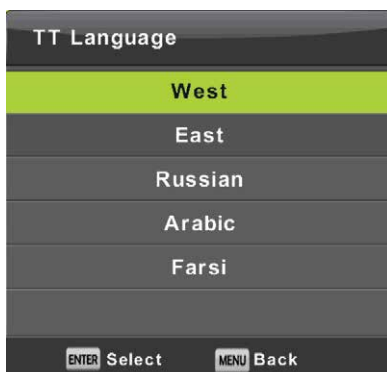 TT Language
West
East
Russian
Arabic
Farsi
ENTER Select MENU Back